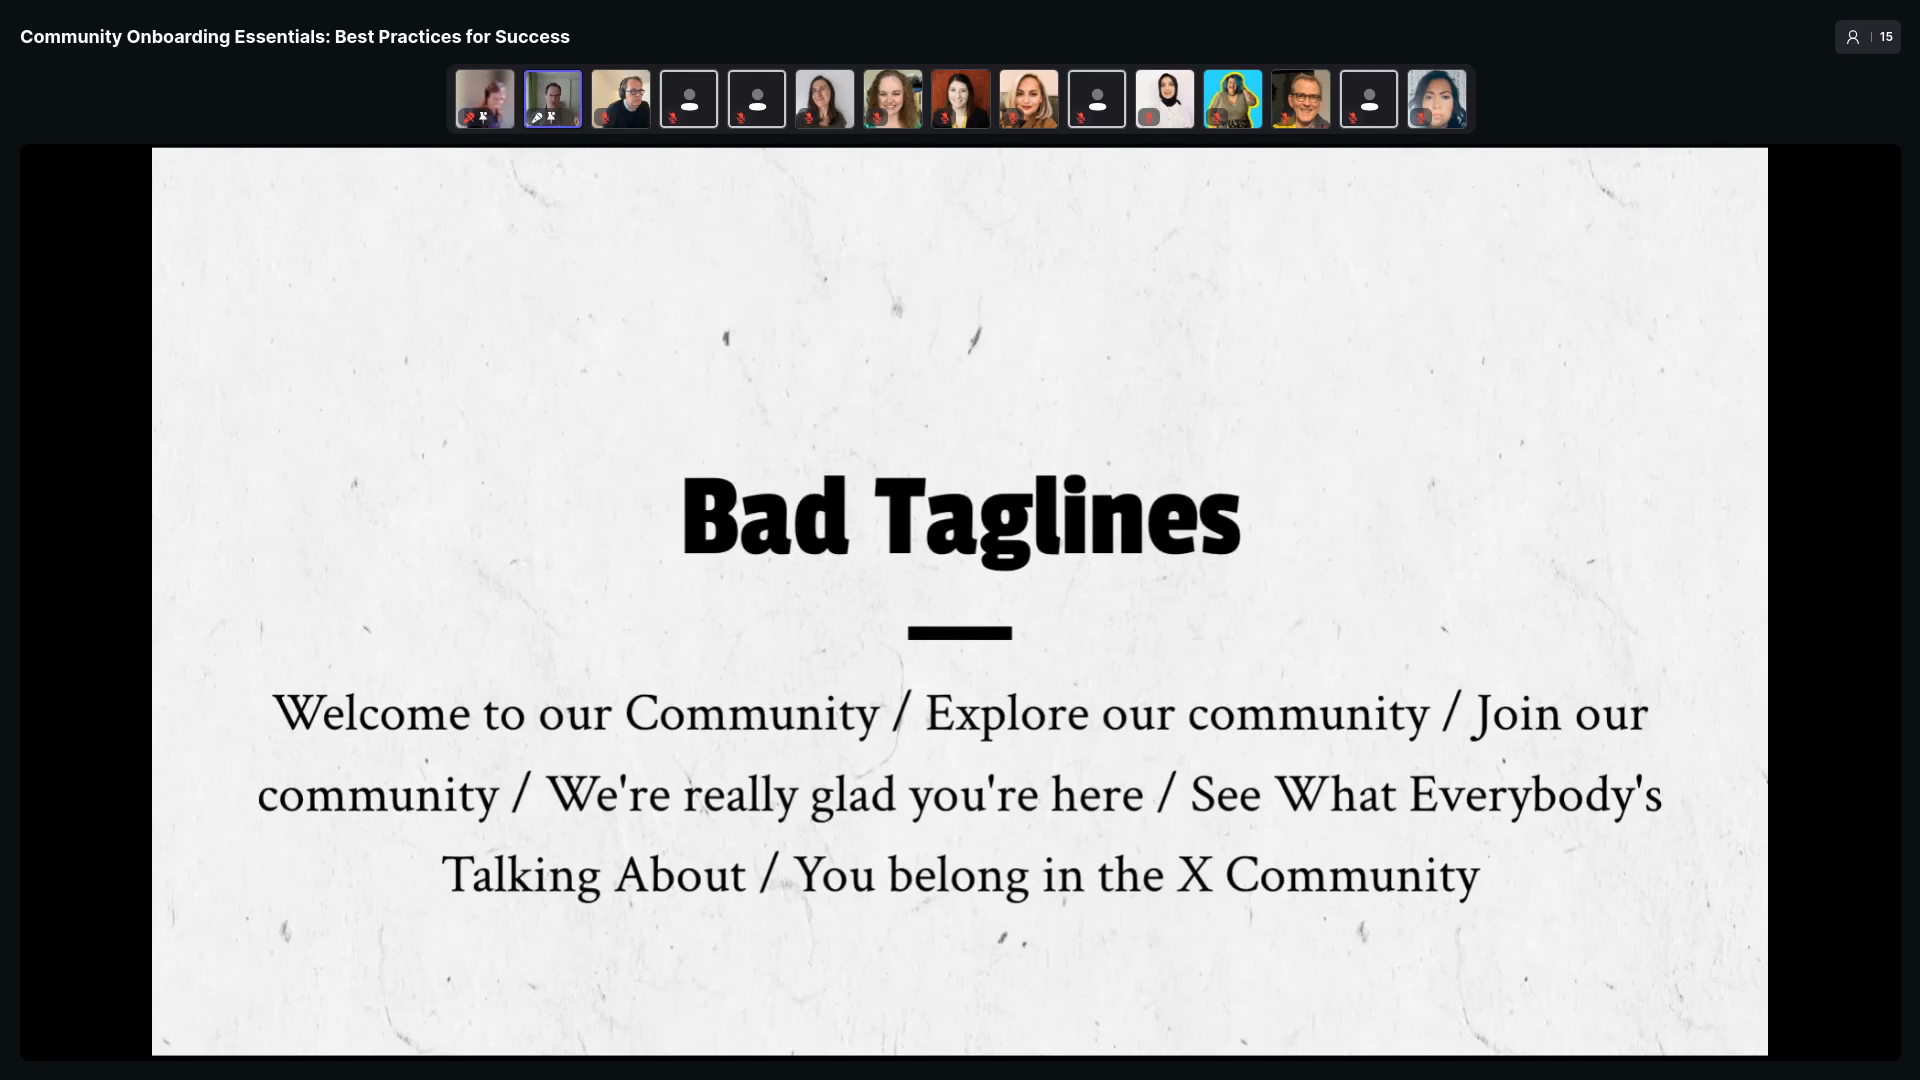 Community Onboarding Essentials: Best Practices for Success
15
Bad Taglines
Welcome to our Community / Explore our community / Join our
community / We're really glad you're here / See What Everybody's
Talking About / You belong in the X Community